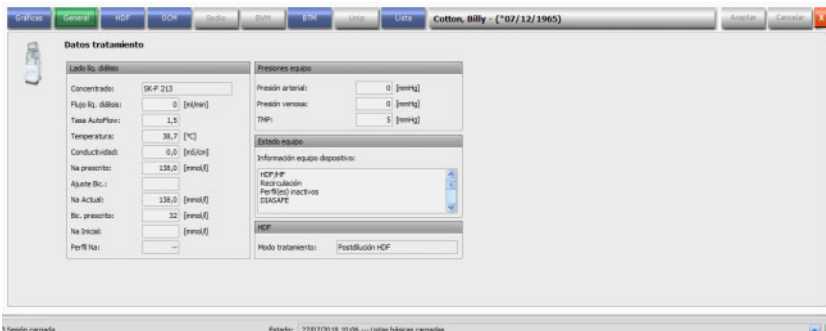 Gráficas General HDF OCM Sodio BVM BTM Unip Lista Cotton, Billy - (*07/12/1965) Aceptar Cancelar X
Datos tratamiento
Lado líq. diálisis
Concentrado: SK-F 213
Flujo líq. diálisis: 0 [ml/min]
Tasa AutoFlow: 1,5
Temperatura: 38,7 [°C]
Conductividad: 0,0 [mS/cm]
Na prescrito: 138,0 [mmol/l]
Ajuste Bic.:
Na Actual: 138,0 [mmol/l]
Bic. prescrito: 32 [mmol/l]
Na Inicial: [mmol/l]
Perfil Na: --
Presiones equipo
Presión arterial: 0 [mmHg]
Presión venosa: 0 [mmHg]
TMP: 5 [mmHg]
Estado equipo
Información equipo dispositivo:
HDF/HF
Recirculación
Perfil(es) inactivos
DIASAFE
HDF
Modo tratamiento: Postdilución HDF
Sesión cargada Estado: 27/07/2018 10:06 --- Listas básicas cargadas